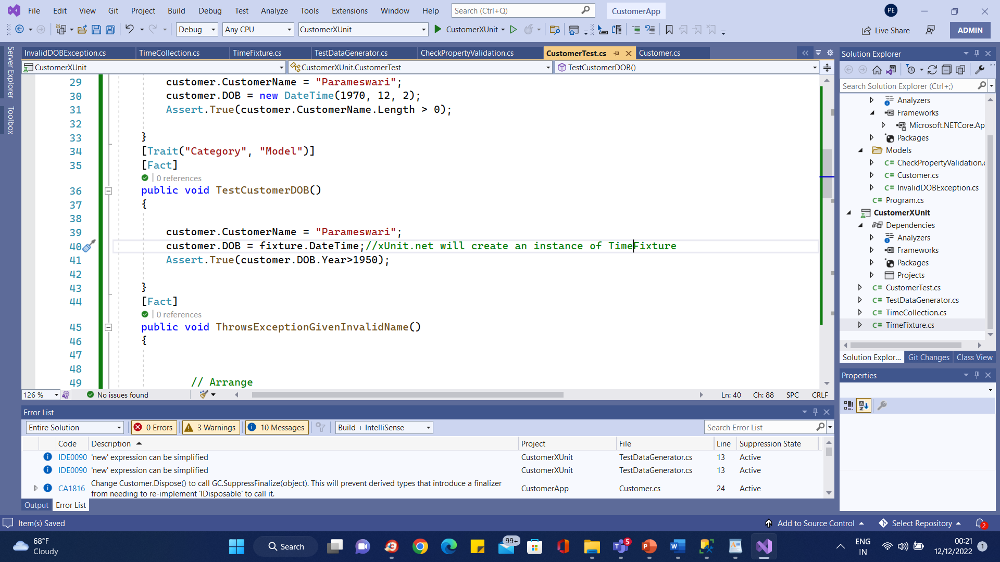 File Edit View Git Project Build Debug Test Analyze Tools Extensions Window Help Search (Ctrl+Q) CustomerApp PE
Debug Any CPU CustomerXUnit CustomerXUnit Live Share ADMIN
Server Explorer
Toolbox
InvalidDOBException.cs TimeCollection.cs TimeFixture.cs TestDataGenerator.cs CheckPropertyValidation.cs CustomerTest.cs Customer.cs
CustomerXUnit CustomerXUnit.CustomerTest TestCustomerDOB()
29 customer.CustomerName = "Parameswari";
30 customer.DOB = new DateTime(1970, 12, 2);
31 Assert.True(customer.CustomerName.Length > 0);
32
33 }
34 [Trait("Category", "Model")]
35 [Fact]
0 references
36 public void TestCustomerDOB()
37 {
38
39 customer.CustomerName = "Parameswari";
40 customer.DOB = fixture.DateTime;//xUnit.net will create an instance of TimeFixture
41 Assert.True(customer.DOB.Year>1950);
42
43 }
44 [Fact]
0 references
45 public void ThrowsExceptionGivenInvalidName()
46 {
47
48
49 // Arrange
126 % No issues found Ln: 40 Ch: 88 SPC CRLF
Error List
Entire Solution 0 Errors 3 Warnings 10 Messages Build + IntelliSense Search Error List
Code Description Project File Line Suppression State
IDE0090 'new' expression can be simplified CustomerXUnit TestDataGenerator.cs 13 Active
IDE0090 'new' expression can be simplified CustomerXUnit TestDataGenerator.cs 13 Active
CA1816 Change Customer.Dispose() to call GC.SuppressFinalize(object). This will prevent derived types that introduce a finalizer
from needing to re-implement 'IDisposable' to call it. CustomerApp Customer.cs 24 Active
Output Error List
Solution Explorer
Search Solution Explorer (Ctrl+;)
Analyzers
Frameworks
Microsoft.NETCore.Ap
Packages
Models
C# CheckPropertyValidation.c
C# Customer.cs
C# InvalidDOBException.cs
C# Program.cs
CustomerXUnit
Dependencies
Analyzers
Frameworks
Packages
Projects
C# CustomerTest.cs
C# TestDataGenerator.cs
C# TimeCollection.cs
C# TimeFixture.cs
Solution Explor... Git Changes Class View
Properties
Item(s) Saved Add to Source Control Select Repository 2
68°F
Cloudy
Search 99+ 5
ENG
IN
00:21
12/12/2022 1